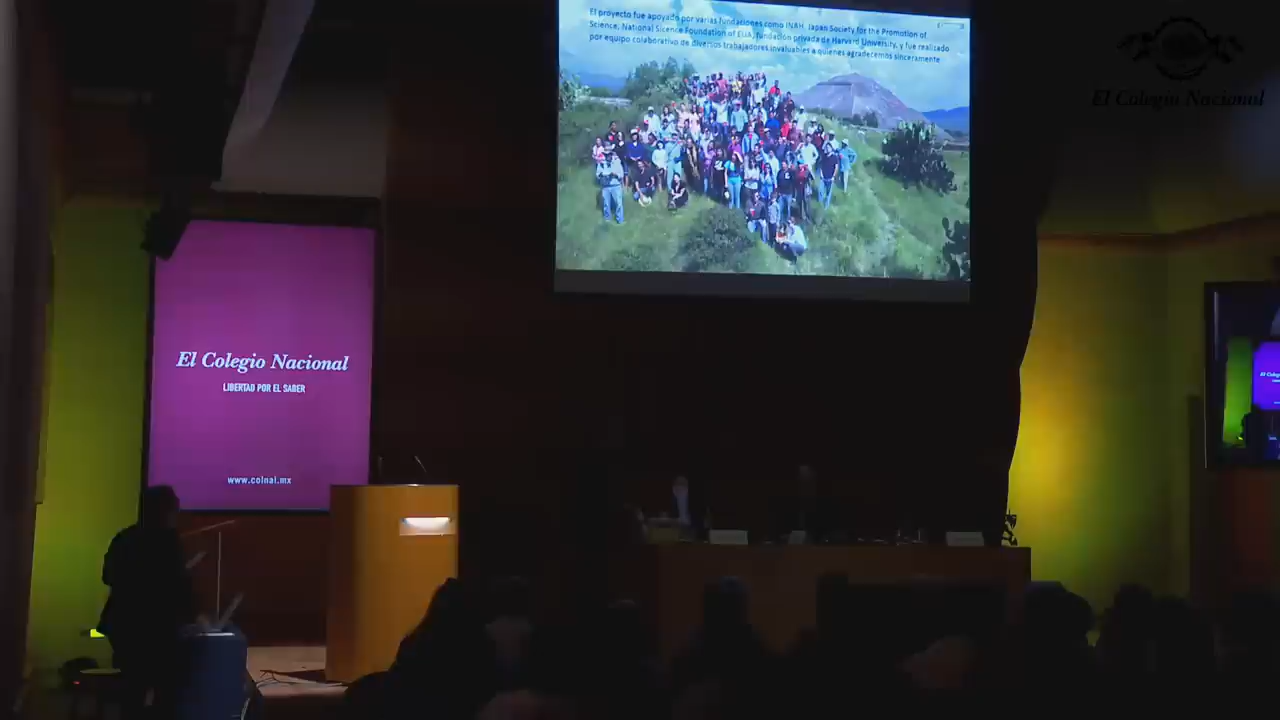 El proyecto fue apoyado por varias fundaciones como INAH, Japan Society for the Promotion of
Science, National Sicence Foundation of EUA, fundación privada de Harvard University, y fue realizado
por equipo colaborativo de diversos trabajadores invaluables a quienes agradecemos sinceramente
El Colegio Nacional
El Colegio Nacional
LIBERTAD POR EL SABER
www.colnal.mx